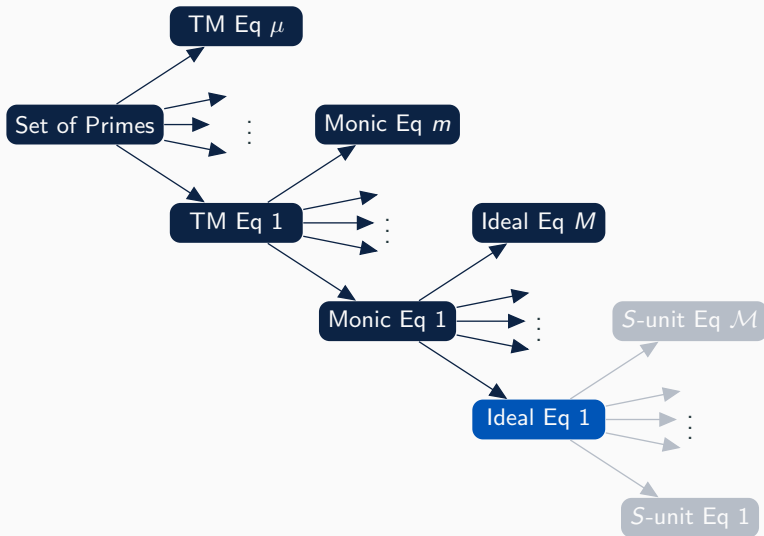 TM Eq μ
Set of Primes
⋮
Monic Eq m
TM Eq 1
⋮
Ideal Eq M
Monic Eq 1
⋮
S-unit Eq ℳ
Ideal Eq 1
⋮
S-unit Eq 1